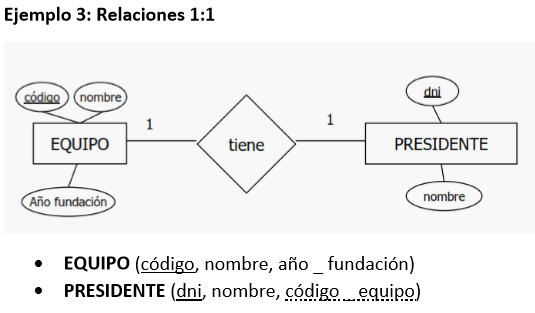 Ejemplo 3: Relaciones 1:1
código
nombre
dni
1
1
EQUIPO
tiene
PRESIDENTE
Año fundación
nombre
• EQUIPO (código, nombre, año _ fundación)
• PRESIDENTE (dni, nombre, código _ equipo)